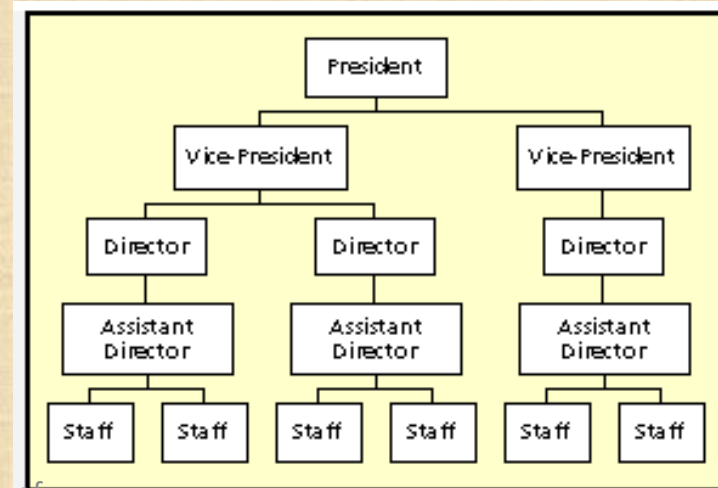 President
Vice-President
Vice-President
Director
Director
Director
Assistant
Director
Assistant
Director
Assistant
Director
Staff
Staff
Staff
Staff
Staff
Staff